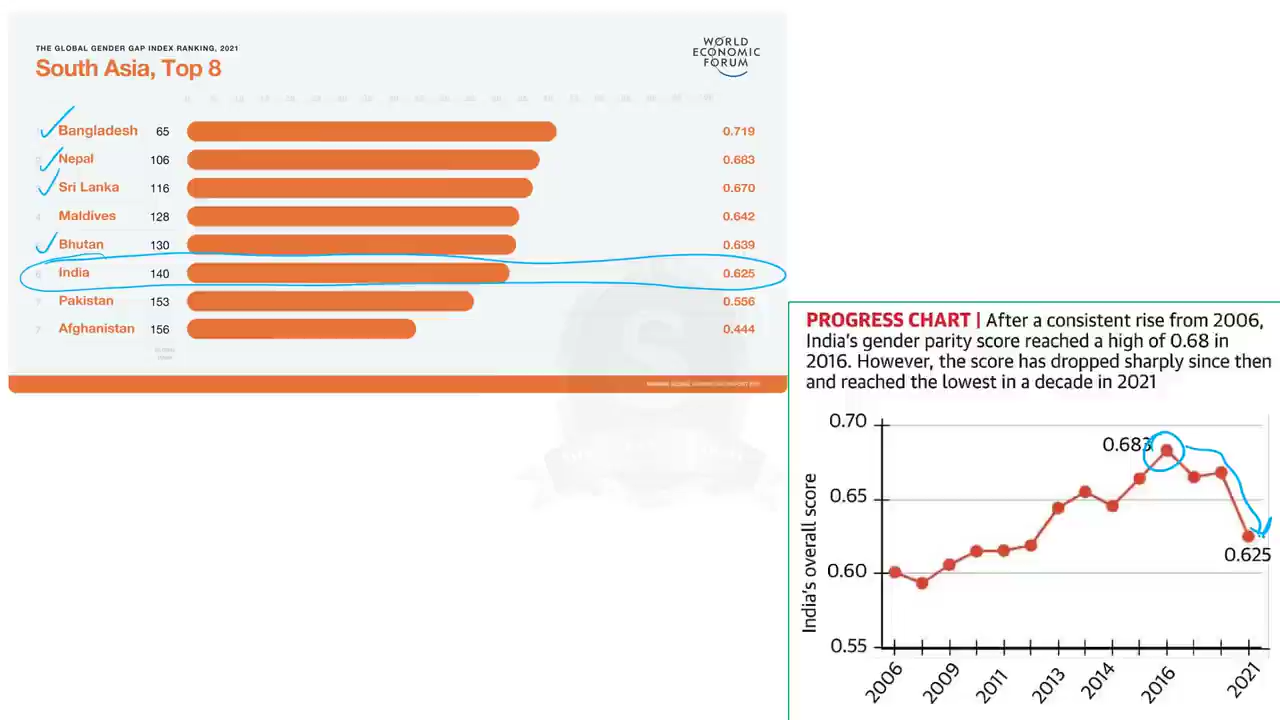 THE GLOBAL GENDER GAP INDEX RANKING, 2021
South Asia, Top 8
WORLD
ECONOMIC
FORUM
Bangladesh 65 0.719
Nepal 106 0.683
Sri Lanka 116 0.670
4 Maldives 128 0.642
Bhutan 130 0.639
6 India 140 0.625
Pakistan 153 0.556
7 Afghanistan 156 0.444
PROGRESS CHART | After a consistent rise from 2006,
India's gender parity score reached a high of 0.68 in
2016. However, the score has dropped sharply since then
and reached the lowest in a decade in 2021
India's overall score
0.70
0.65
0.60
0.55
0.683
0.625
2006 2009 2011 2013 2014 2016 2021